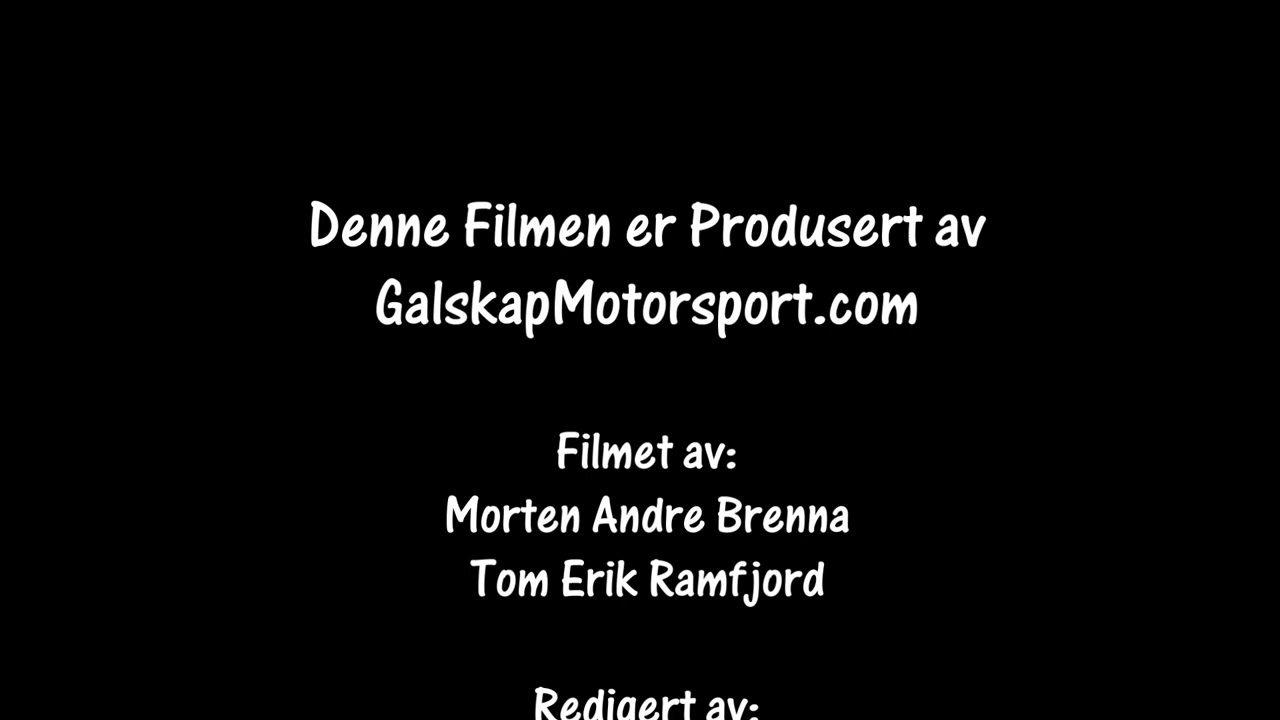 Denne Filmen er Produsert av
GalskapMotorsport.com
Filmet av:
Morten Andre Brenna
Tom Erik Ramfjord
Redigert av: